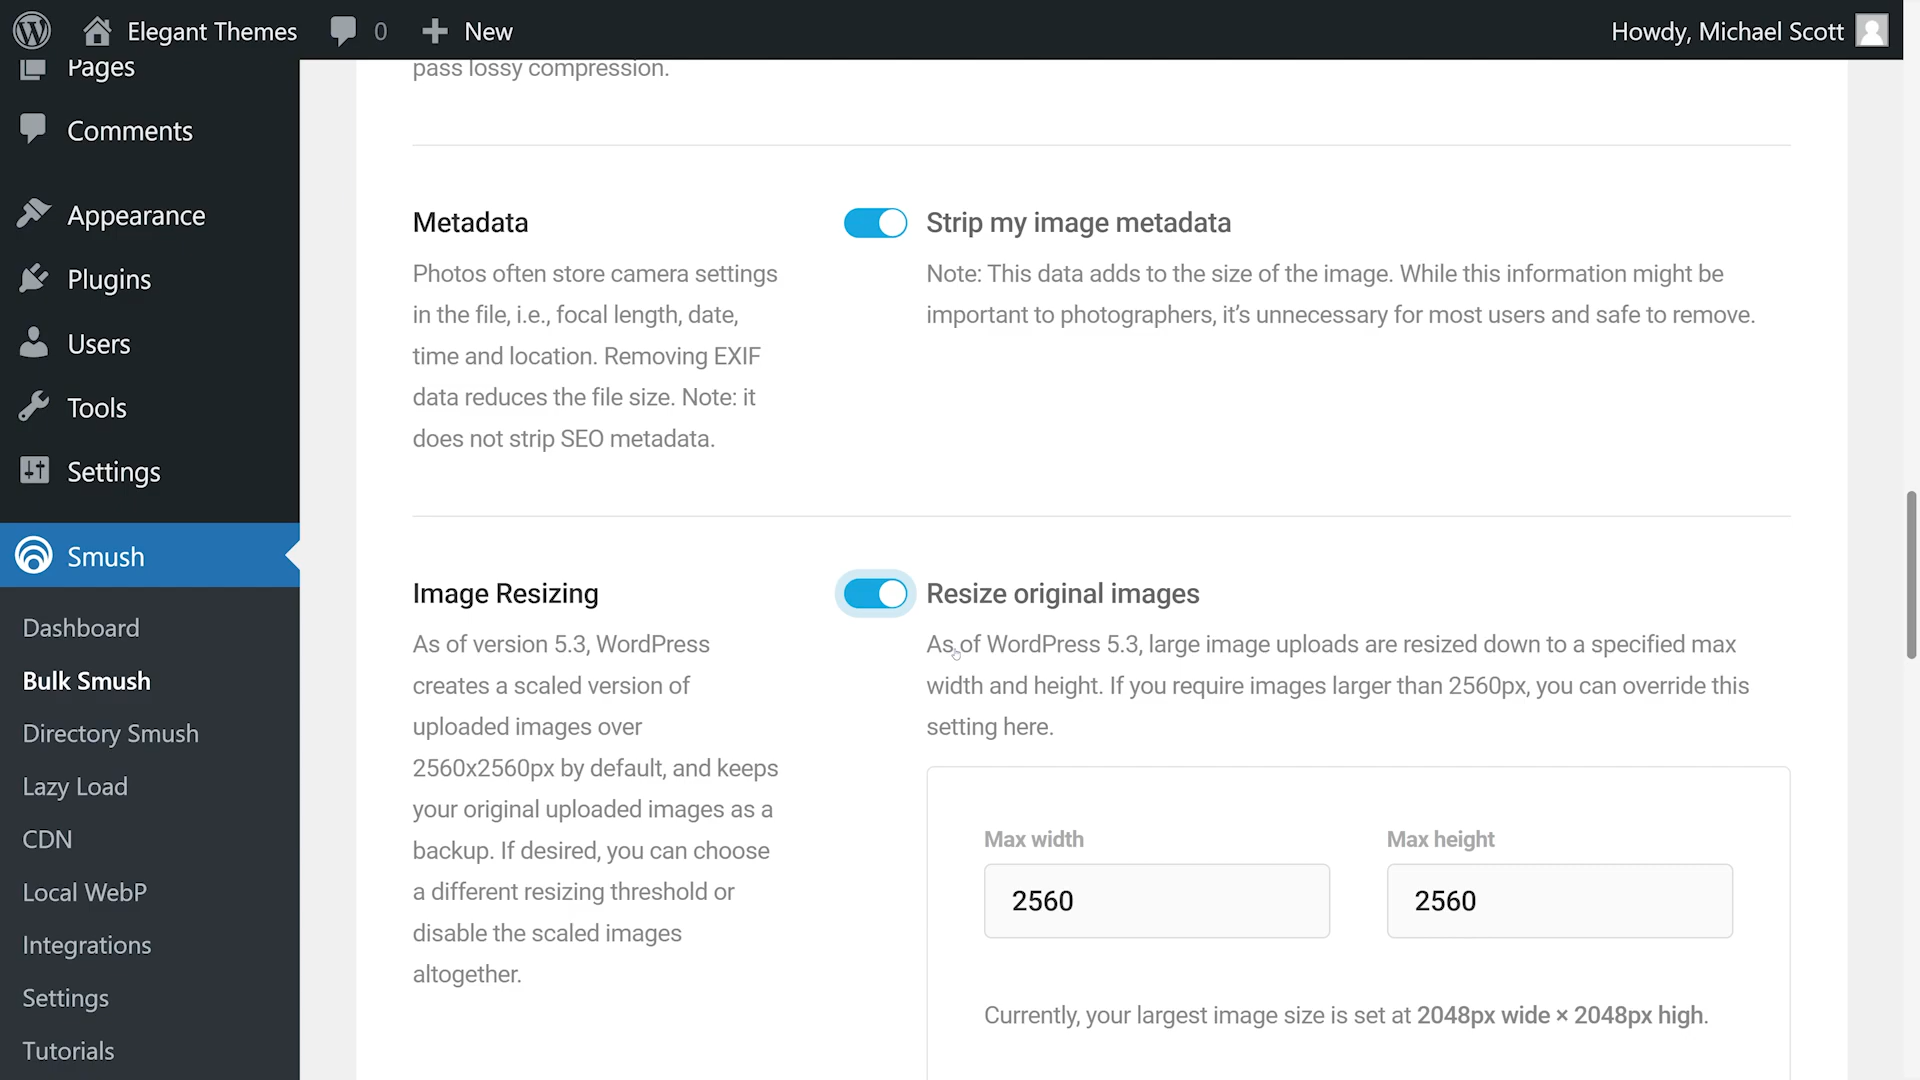 Elegant Themes 0 New Howdy, Michael Scott
Pages
Comments
Appearance
Plugins
Users
Tools
Settings
Smush
Dashboard
Bulk Smush
Directory Smush
Lazy Load
CDN
Local WebP
Integrations
Settings
Tutorials
pass lossy compression.
Metadata
Photos often store camera settings
in the file, i.e., focal length, date,
time and location. Removing EXIF
data reduces the file size. Note: it
does not strip SEO metadata.
Strip my image metadata
Note: This data adds to the size of the image. While this information might be
important to photographers, it’s unnecessary for most users and safe to remove.
Image Resizing
As of version 5.3, WordPress
creates a scaled version of
uploaded images over
2560x2560px by default, and keeps
your original uploaded images as a
backup. If desired, you can choose
a different resizing threshold or
disable the scaled images
altogether.
Resize original images
As of WordPress 5.3, large image uploads are resized down to a specified max
width and height. If you require images larger than 2560px, you can override this
setting here.
Max width Max height
2560 2560
Currently, your largest image size is set at 2048px wide × 2048px high.